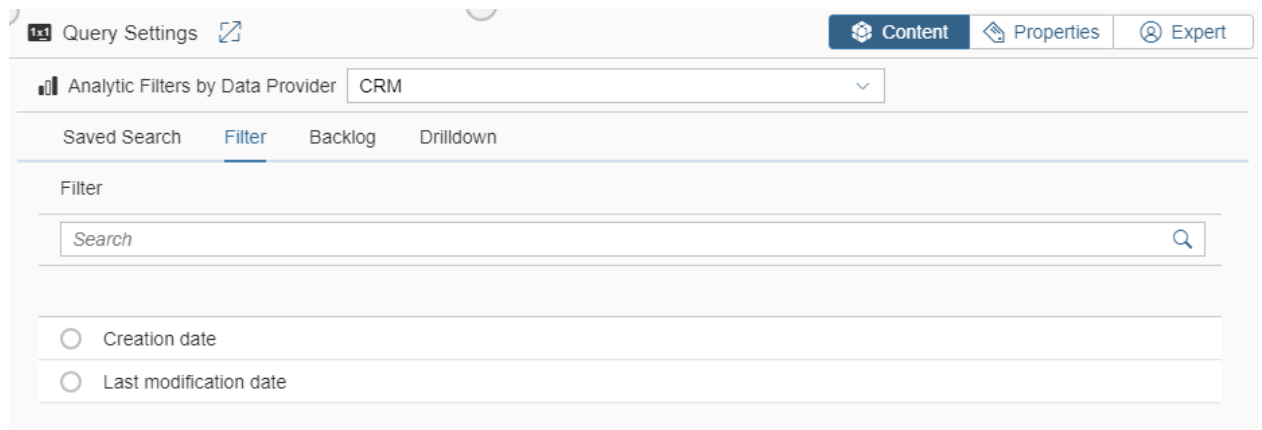 1x1 Query Settings Content Properties Expert
Analytic Filters by Data Provider CRM
Saved Search Filter Backlog Drilldown
Filter
Search
Creation date
Last modification date